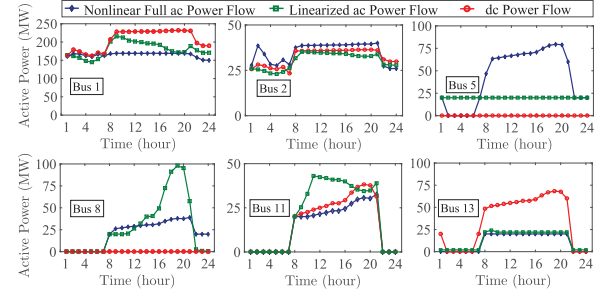 Nonlinear Full ac Power Flow Linearized ac Power Flow dc Power Flow
Active Power (MW)
250
200
150
100
50
0
Bus 1
1 4 8 12 16 20 24
Time (hour)
50
25
0
Bus 2
1 4 8 12 16 20 24
Time (hour)
100
75
50
25
0
Bus 5
1 4 8 12 16 20 24
Time (hour)
Active Power (MW)
100
75
50
25
0
Bus 8
1 4 8 12 16 20 24
Time (hour)
50
25
0
Bus 11
1 4 8 12 16 20 24
Time (hour)
100
75
50
25
0
Bus 13
1 4 8 12 16 20 24
Time (hour)